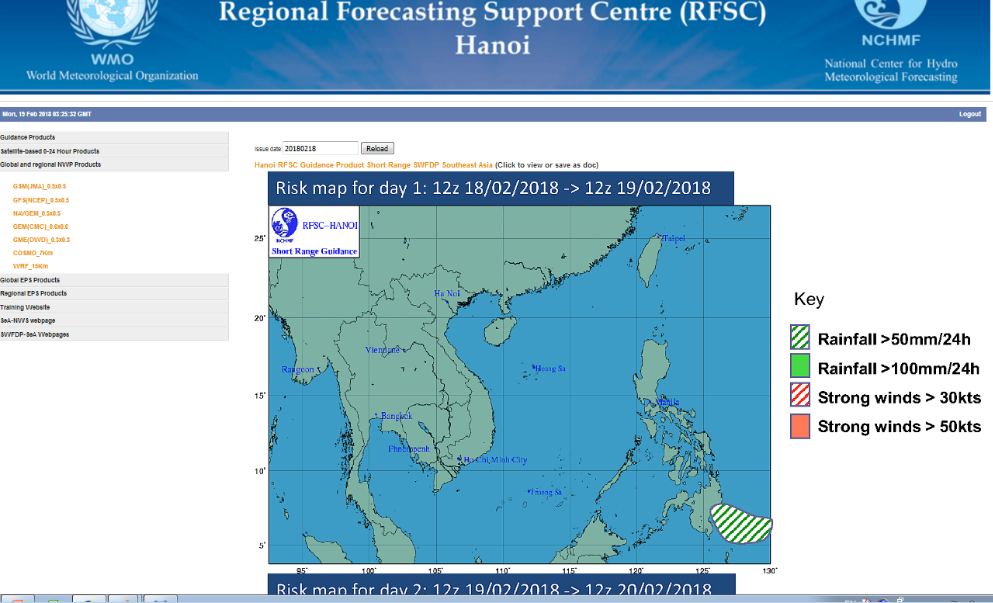 Regional Forecasting Support Centre (RFSC)
Hanoi
WMO
World Meteorological Organization
NCHMF
National Center for Hydro
Meteorological Forecasting
Mon, 19 Feb 2018 03:25:32 GMT
Logout
Guidance Products
Satellite-based 0-24 Hour Products
Global and regional NWP Products
GSM(JMA)_0.5x0.5
GFS(NCEP)_0.5x0.5
NAVGEM_0.5x0.5
GEM(CMC)_0.6x0.6
GME(DWD)_0.3x0.3
COSMO_7Km
WRF_15Km
Global EPS Products
Regional EPS Products
Training Website
SeA-NWS webpage
SWFDP-SeA Webpages
Issue date: 20180218 Reload
Hanoi RFSC Guidance Product Short Range SWFDP Southeast Asia (Click to view or save as doc)
Risk map for day 1: 12z 18/02/2018 -> 12z 19/02/2018
RFSC-HANOI
NCHMF
Short Range Guidance
25°
20°
15°
10°
5°
Taipei
Ha Noi
Vientiane
Rangoon
Hoang Sa
Bangkok
Manila
Phnompenh
Ho Chi Minh City
Truong Sa
95° 100° 105° 110° 115° 120° 125° 130°
Key
Rainfall >50mm/24h
Rainfall >100mm/24h
Strong winds > 30kts
Strong winds > 50kts
Risk map for day 2: 12z 19/02/2018 -> 12z 20/02/2018